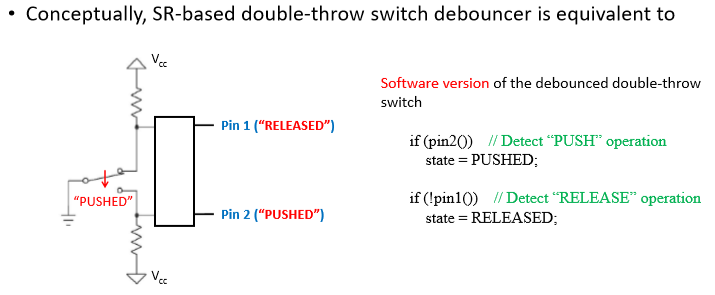 • Conceptually, SR-based double-throw switch debouncer is equivalent to
Vcc
Pin 1 (“RELEASED”)
“PUSHED”
Pin 2 (“PUSHED”)
Vcc
Software version of the debounced double-throw
switch
if (pin2()) // Detect “PUSH” operation
state = PUSHED;
if (!pin1()) // Detect “RELEASE” operation
state = RELEASED;